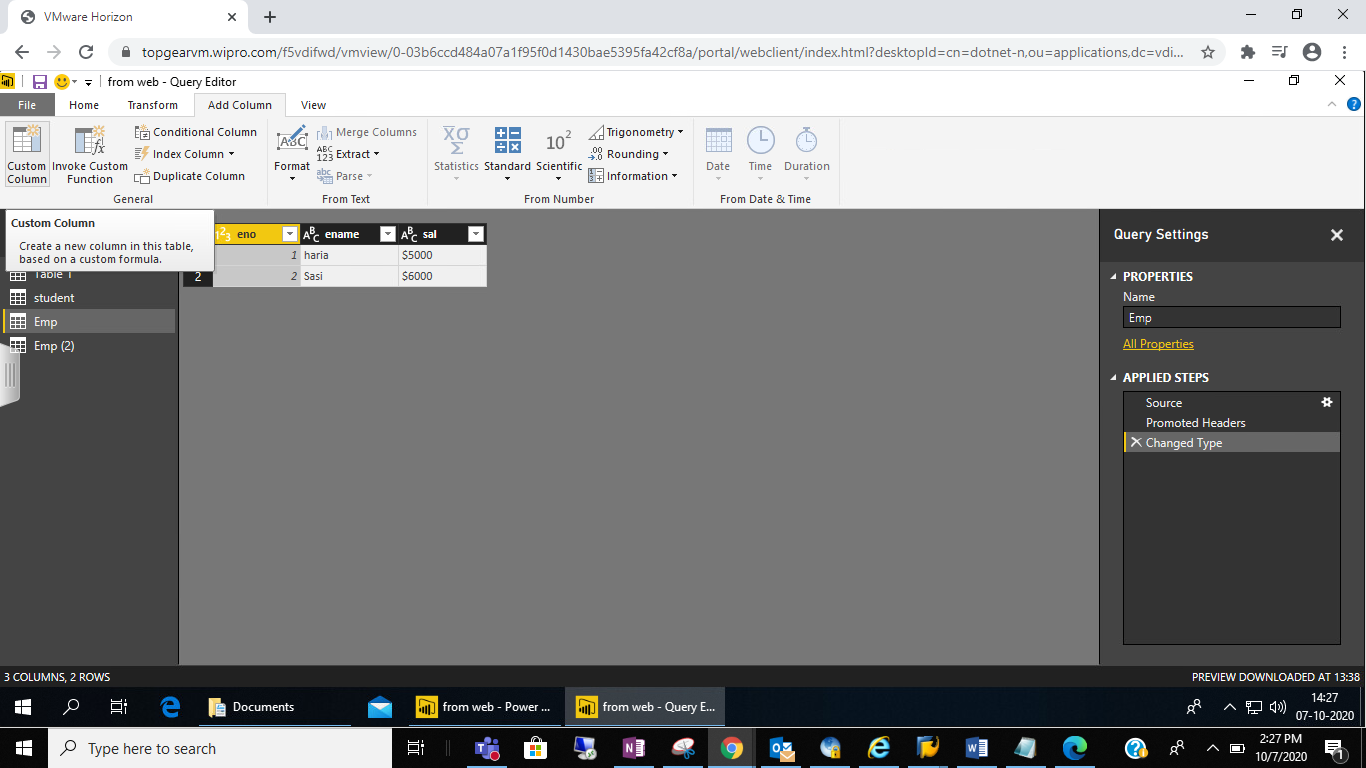 VMware Horizon
topgearvm.wipro.com/f5vdifwd/vmview/0-03b6ccd484a07a1f95f0d1430bae5395fa42cf8a/portal/webclient/index.html?desktopId=cn=dotnet-n,ou=applications,dc=vdi...
from web - Query Editor
File Home Transform Add Column View
Custom Column
Invoke Custom Function
Conditional Column
Index Column
Duplicate Column
General
Format
Merge Columns
Extract
Parse
From Text
Statistics
Standard
Scientific
Trigonometry
Rounding
Information
From Number
Date
Time
Duration
From Date & Time
Custom Column
Create a new column in this table,
based on a custom formula.
Table 1
student
Emp
Emp (2)
eno ename sal
1 haria $5000
2 2 Sasi $6000
Query Settings
PROPERTIES
Name
Emp
All Properties
APPLIED STEPS
Source
Promoted Headers
Changed Type
3 COLUMNS, 2 ROWS PREVIEW DOWNLOADED AT 13:38
Documents
from web - Power ...
from web - Query E...
14:27
07-10-2020
Type here to search
2:27 PM
10/7/2020